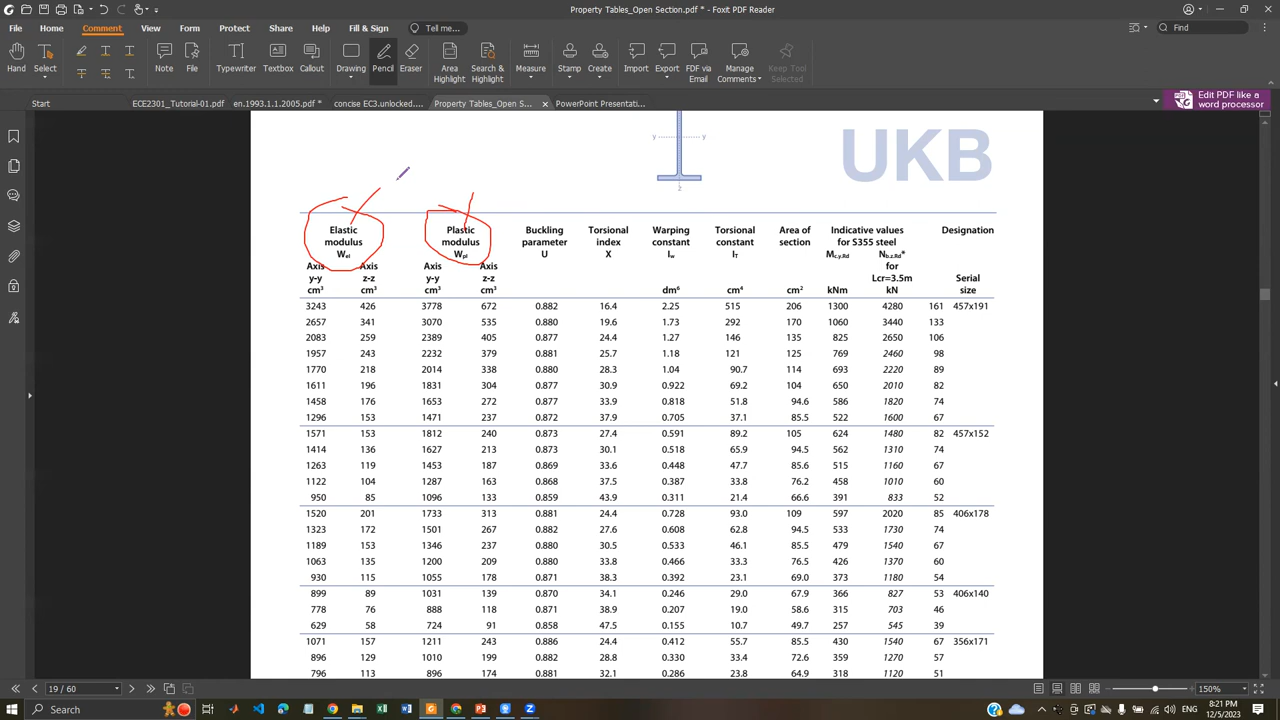 Property Tables_Open Section.pdf * - Foxit PDF Reader
File Home Comment View Form Protect Share Help Fill & Sign Tell me... Find
Hand Select Note File Typewriter Textbox Callout Drawing Pencil Eraser Area Highlight Search & Highlight Measure Stamp Create Import Export FDF via Email Manage Comments Keep Tool Selected
Start ECE2301_Tutorial-01.pdf en.1993.1.1.2005.pdf * concise EC3.unlocked.... Property Tables_Open S... PowerPoint Presentati... Edit PDF like a word processor
y y
z
UKB
Elastic modulus Wel Plastic modulus Wpl Buckling parameter U Torsional index X Warping constant Iw Torsional constant IT Area of section Indicative values for S355 steel Designation
Mc,y,Rd Nb,z,Rd* for Lcr=3.5m Serial size
Axis y-y Axis z-z Axis y-y Axis z-z
cm³ cm³ cm³ cm³ dm⁶ cm⁴ cm² kNm kN
3243 426 3778 672 0.882 16.4 2.25 515 206 1300 4280 161 457x191
2657 341 3070 535 0.880 19.6 1.73 292 170 1060 3440 133
2083 259 2389 405 0.877 24.4 1.27 146 135 825 2650 106
1957 243 2232 379 0.881 25.7 1.18 121 125 769 2460 98
1770 218 2014 338 0.880 28.3 1.04 90.7 114 693 2220 89
1611 196 1831 304 0.877 30.9 0.922 69.2 104 650 2010 82
1458 176 1653 272 0.877 33.9 0.818 51.8 94.6 586 1820 74
1296 153 1471 237 0.872 37.9 0.705 37.1 85.5 522 1600 67
1571 153 1812 240 0.873 27.4 0.591 89.2 105 624 1480 82 457x152
1414 136 1627 213 0.873 30.1 0.518 65.9 94.5 562 1310 74
1263 119 1453 187 0.869 33.6 0.448 47.7 85.6 515 1160 67
1122 104 1287 163 0.868 37.5 0.387 33.8 76.2 458 1010 60
950 85 1096 133 0.859 43.9 0.311 21.4 66.6 391 833 52
1520 201 1733 313 0.881 24.4 0.728 93.0 109 597 2020 85 406x178
1323 172 1501 267 0.882 27.6 0.608 62.8 94.5 533 1730 74
1189 153 1346 237 0.880 30.5 0.533 46.1 85.5 479 1540 67
1063 135 1200 209 0.880 33.8 0.466 33.3 76.5 426 1370 60
930 115 1055 178 0.871 38.3 0.392 23.1 69.0 373 1180 54
899 89 1031 139 0.870 34.1 0.246 29.0 67.9 366 827 53 406x140
778 76 888 118 0.871 38.9 0.207 19.0 58.6 315 703 46
629 58 724 91 0.858 47.5 0.155 10.7 49.7 257 545 39
1071 157 1211 243 0.886 24.4 0.412 55.7 85.5 430 1540 67 356x171
896 129 1010 199 0.882 28.8 0.330 33.4 72.6 359 1270 57
796 113 896 174 0.881 32.1 0.286 23.8 64.9 318 1120 51
19 / 60 150%
Search 8:21 PM
12/5/2023